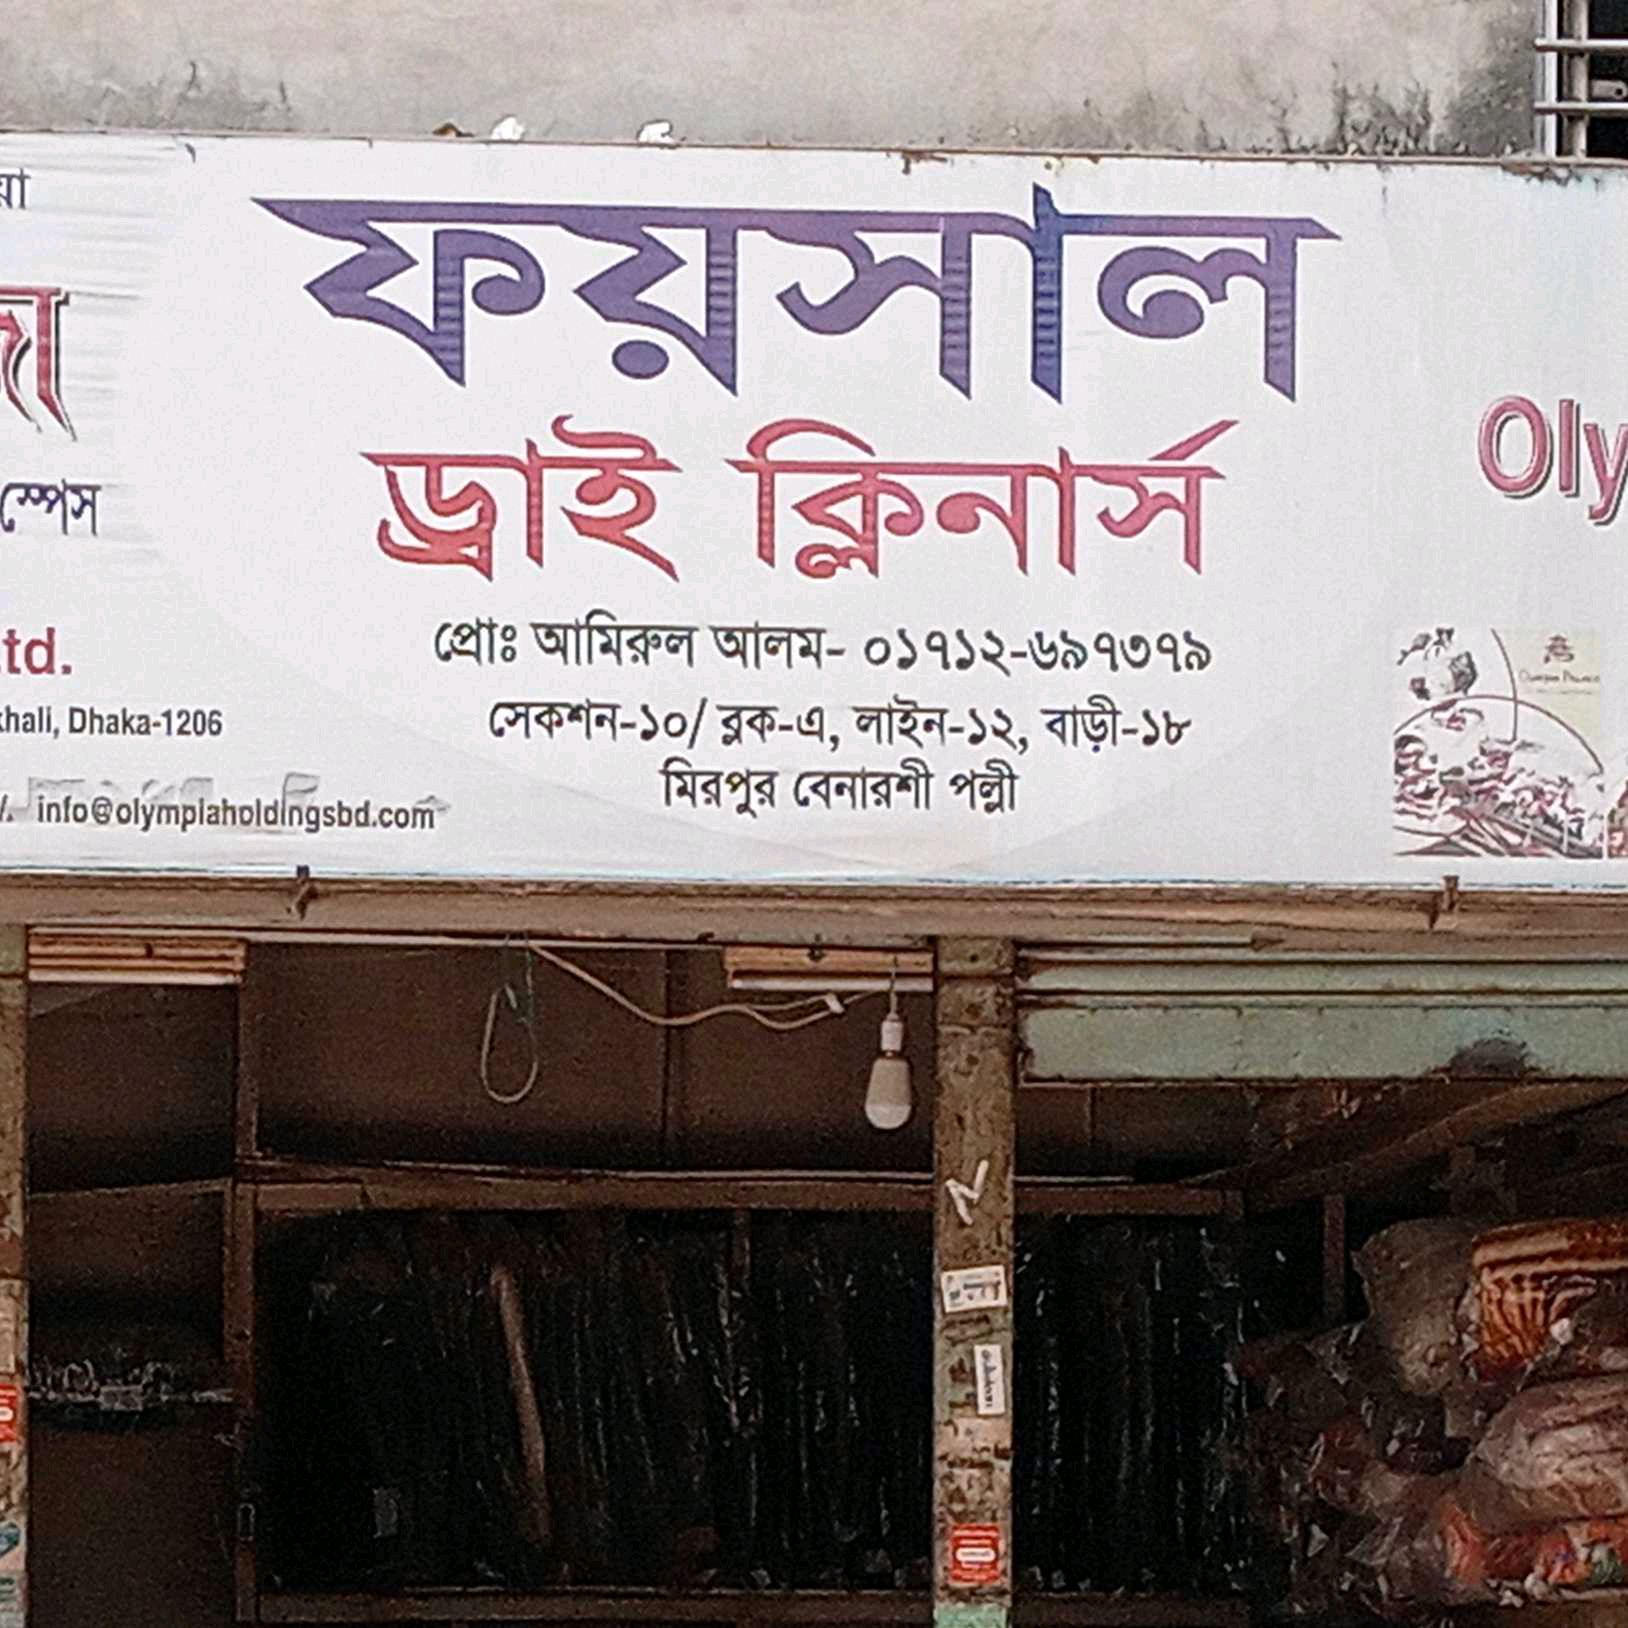 ফয়সাল
ড্রাই ক্লিনার্স
প্রোঃ আমিরুল আলম- ০১৭১২-৬৯৭৩৭৯
সেকশন-১০/ ব্লক-এ, লাইন-১২, বাড়ী-১৮
মিরপুর বেনারশী পল্লী
স্পেস
Ltd.
khali, Dhaka-1206
info@olympiaholdingsbd.com
Oly